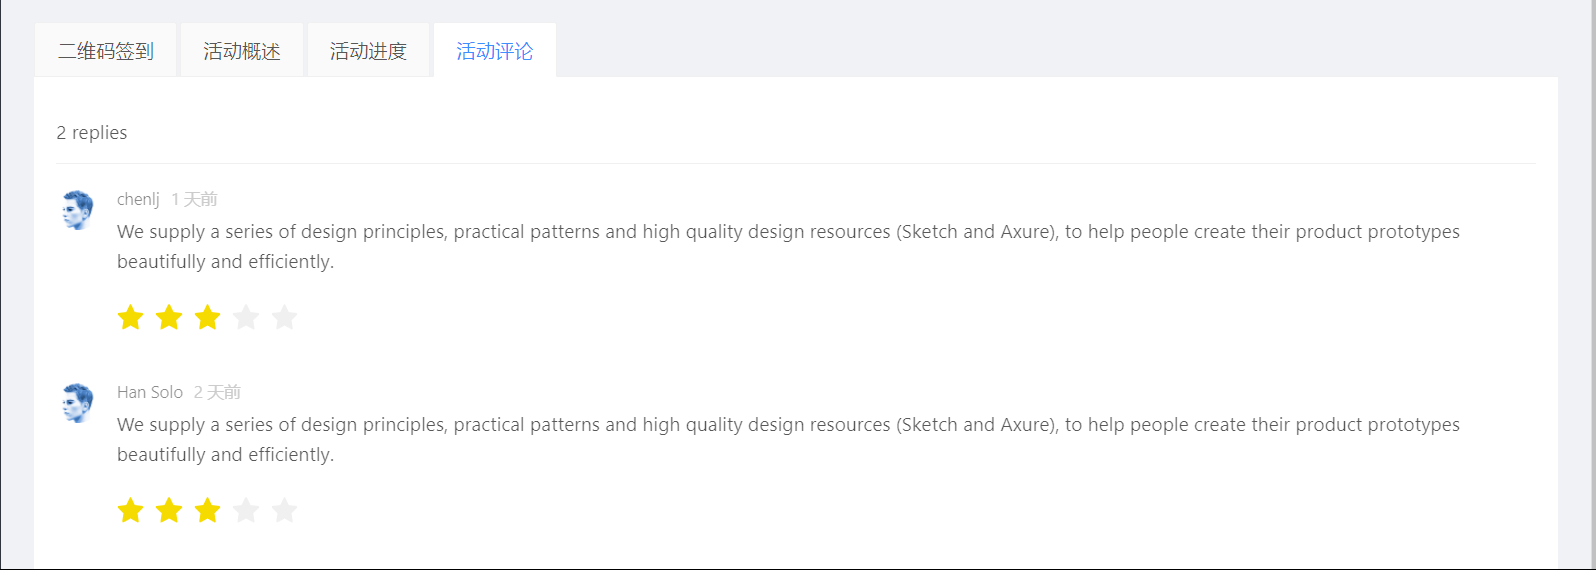 二维码签到 活动概述 活动进度 活动评论
2 replies
chenlj 1 天前
We supply a series of design principles, practical patterns and high quality design resources (Sketch and Axure), to help people create their product prototypes
beautifully and efficiently.
Han Solo 2 天前
We supply a series of design principles, practical patterns and high quality design resources (Sketch and Axure), to help people create their product prototypes
beautifully and efficiently.